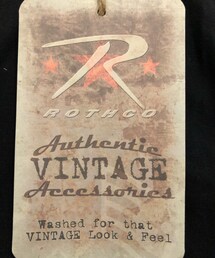 R
ROTHCO
Authentic
VINTAGE
Accessories
Washed for that
VINTAGE Look & Feel